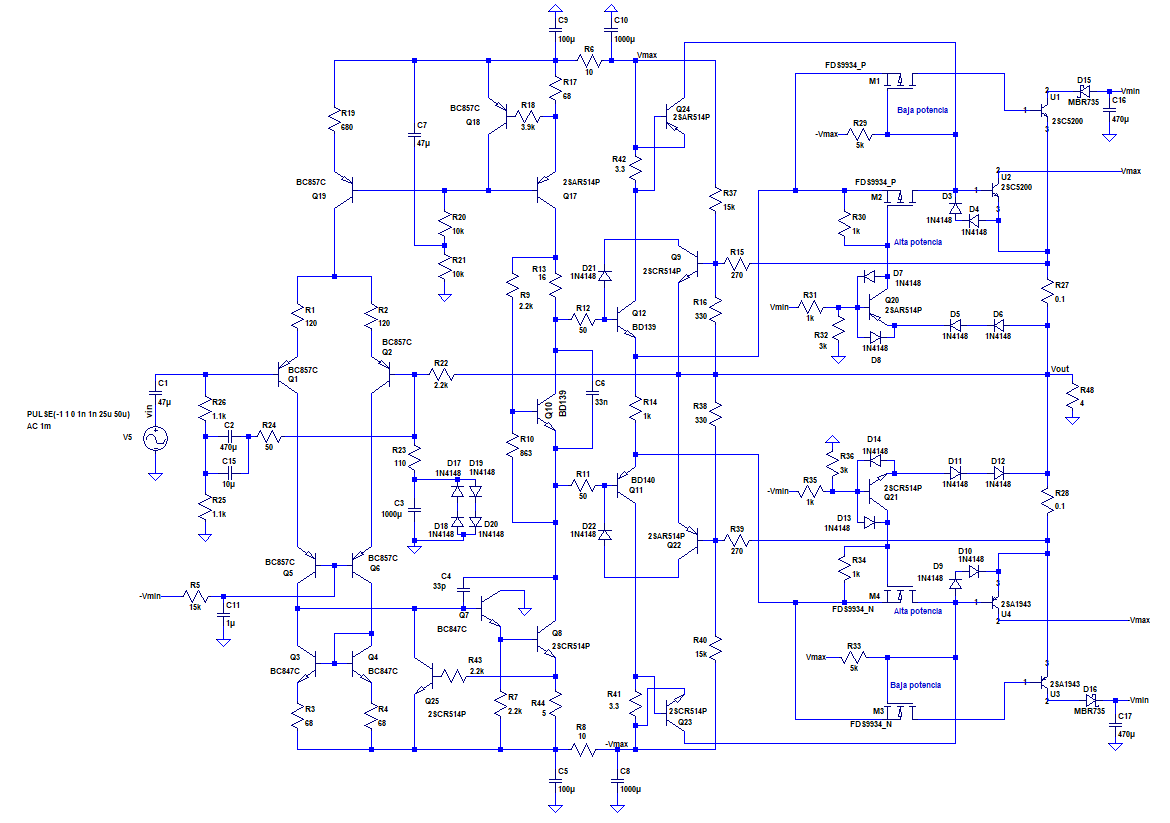 C9
100µ
C10
1000µ
R6
10
Vmax
R17
68
BC857C
Q18
R18
3.9k
R19
680
C7
47µ
BC857C
Q19
2SAR514P
Q17
R20
10k
R21
10k
Q24
2SAR514P
R42
3.3
R37
15k
FDS9934_P
M1
Baja potencia
-Vmax
R29
5k
U1
2
1
3
2SC5200
D15
MBR735
Vmin
C16
470µ
FDS9934_P
M2
U2
2SC5200
2
1
3
Vmax
D3
1N4148
D4
1N4148
R30
1k
Alta potencia
R9
2.2k
R13
16
D21
1N4148
Q9
2SCR514P
R15
270
R16
330
R12
50
Q12
BD139
D7
1N4148
Vmin
R31
1k
Q20
2SAR514P
R32
3k
D8
1N4148
D5
1N4148
D6
1N4148
R27
0.1
R1
120
R2
120
BC857C
Q2
BC857C
Q1
R22
2.2k
Vout
R48
4
C1
47µ
vin
PULSE(-1 1 0 1n 1n 25u 50u)
AC 1m
V5
R26
1.1k
C2
470µ
C15
10µ
R24
50
R25
1.1k
R23
110
D17
1N4148
D19
1N4148
C3
1000µ
D18
1N4148
D20
1N4148
Q10
BD139
C6
33n
R10
863
R14
1k
R38
330
R11
50
BD140
Q11
D22
1N4148
2SAR514P
Q22
R39
270
R36
3k
D14
1N4148
-Vmin
R35
1k
2SCR514P
Q21
D11
1N4148
D12
1N4148
D13
1N4148
R28
0.1
R34
1k
D9
1N4148
D10
1N4148
M4
FDS9934_N
Alta potencia
3
1
2
2SA1943
U4
-Vmax
BC857C
Q5
BC857C
Q6
-Vmin
R5
15k
C11
1µ
C4
33p
Q7
BC847C
Q8
2SCR514P
Q3
BC847C
Q4
BC847C
R43
2.2k
Q25
2SCR514P
R7
2.2k
R44
5
R3
68
R4
68
R8
10
-Vmax
C5
100µ
C8
1000µ
R41
3.3
2SCR514P
Q23
R40
15k
Vmax
R33
5k
Baja potencia
M3
FDS9934_N
3
1
2
2SA1943
U3
D16
MBR735
-Vmin
C17
470µ